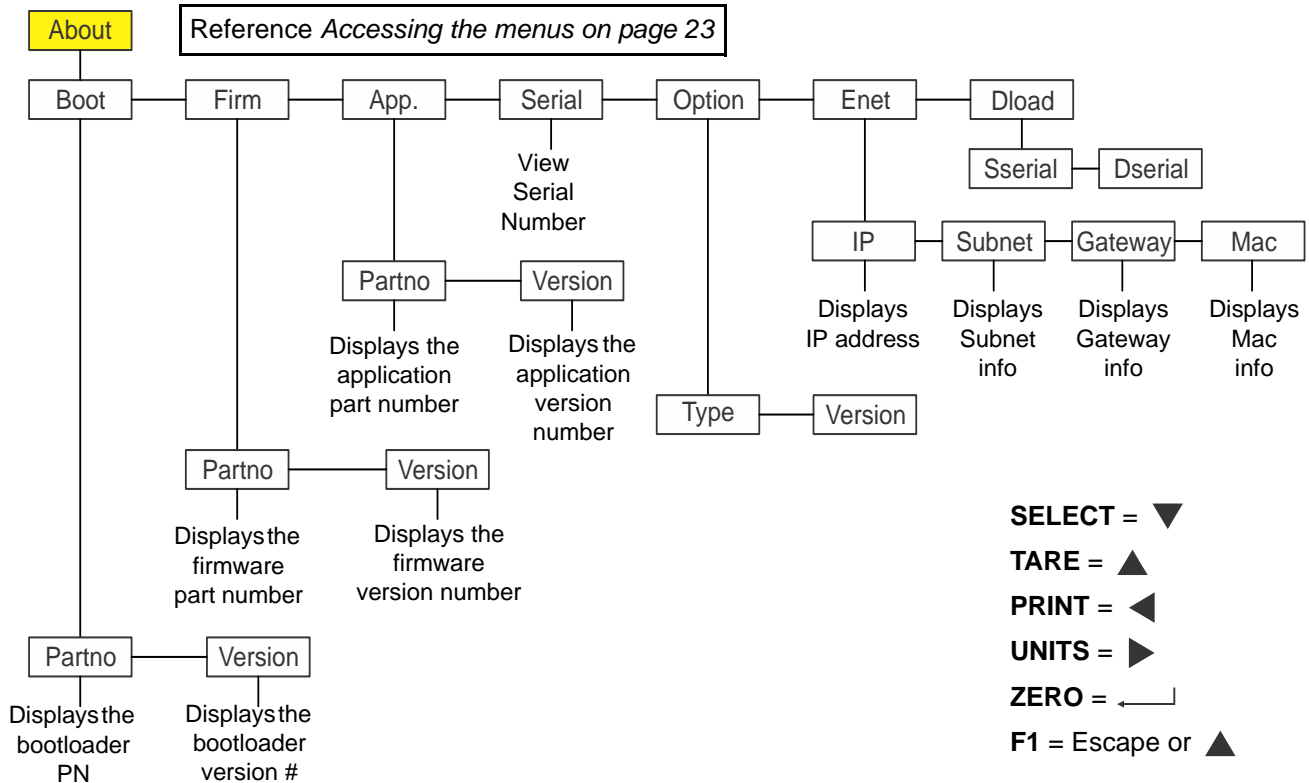 About
Reference Accessing the menus on page 23
Boot
Firm
App.
Serial
Option
Enet
Dload
View
Serial
Number
Sserial
Dserial
IP
Subnet
Gateway
Mac
Displays
IP address
Displays
Subnet
info
Displays
Gateway
info
Displays
Mac
info
Partno
Version
Displays the
application
part number
Displays the
application
version
number
Type
Version
Partno
Version
Displays the
firmware
part number
Displays the
firmware
version number
Partno
Version
Displays the
bootloader
PN
Displays the
bootloader
version #
SELECT = ▼
TARE = ▲
PRINT = ◀
UNITS = ▶
ZERO = ↵
F1 = Escape or ▲